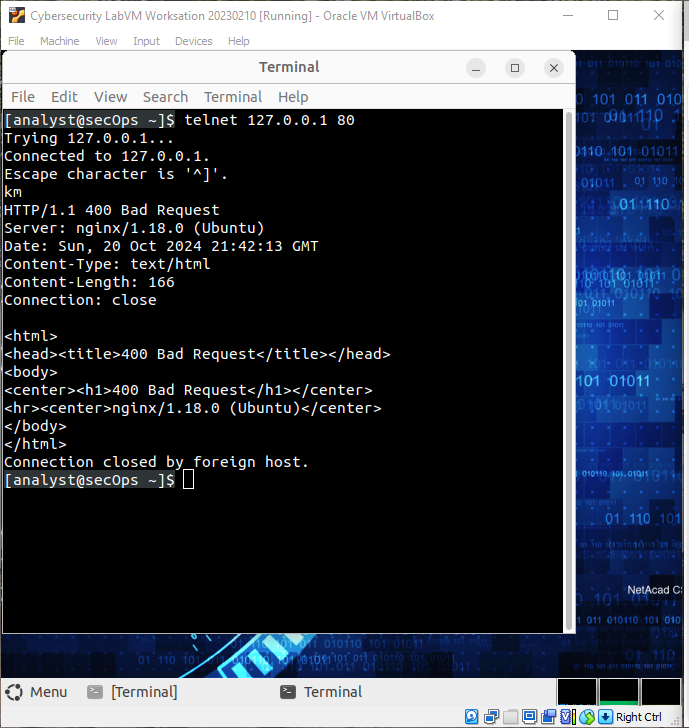 Cybersecurity LabVM Worksation 20230210 [Running] - Oracle VM VirtualBox
File Machine View Input Devices Help
Terminal
File Edit View Search Terminal Help
[analyst@secOps ~]$ telnet 127.0.0.1 80
Trying 127.0.0.1...
Connected to 127.0.0.1.
Escape character is '^]'.
km
HTTP/1.1 400 Bad Request
Server: nginx/1.18.0 (Ubuntu)
Date: Sun, 20 Oct 2024 21:42:13 GMT
Content-Type: text/html
Content-Length: 166
Connection: close
<html>
<head><title>400 Bad Request</title></head>
<body>
<center><h1>400 Bad Request</h1></center>
<hr><center>nginx/1.18.0 (Ubuntu)</center>
</body>
</html>
Connection closed by foreign host.
[analyst@secOps ~]$
NetAcad CS
Menu [Terminal] Terminal
Right Ctrl